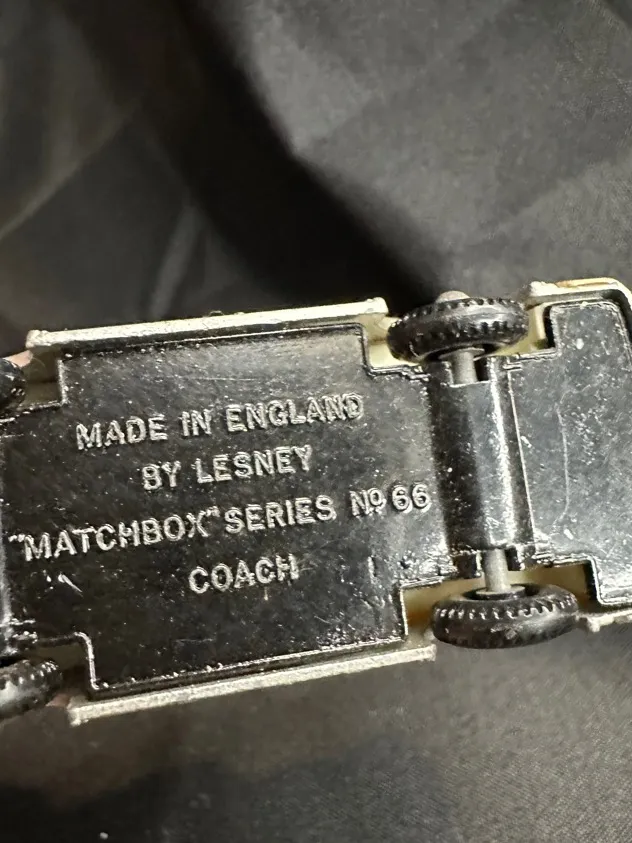 MADE IN ENGLAND
BY LESNEY
"MATCHBOX" SERIES Nº 66
COACH